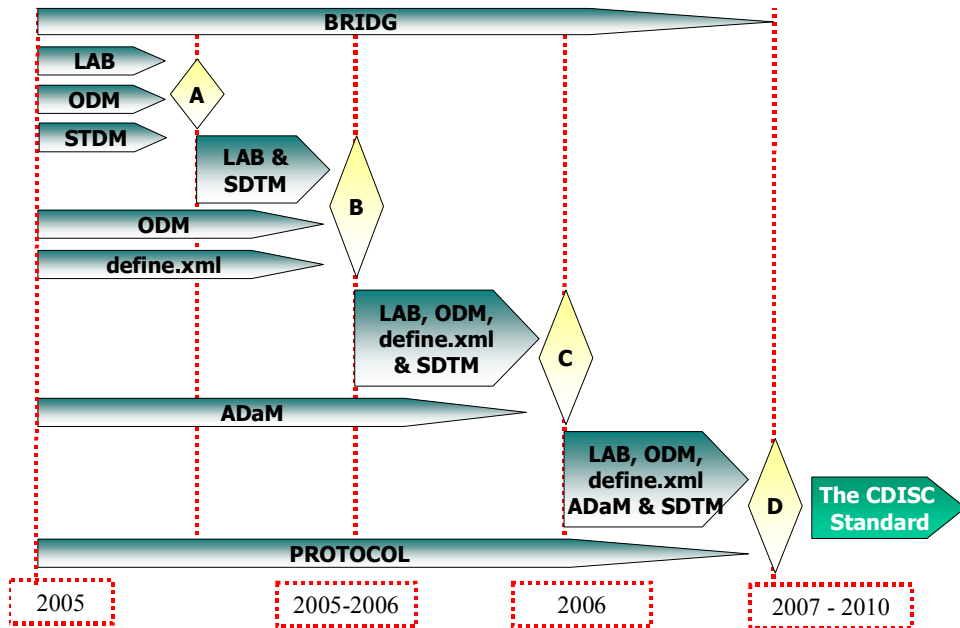 BRIDG
LAB
ODM
STDM
A
LAB &
SDTM
B
ODM
define.xml
LAB, ODM,
define.xml
& SDTM
C
ADaM
LAB, ODM,
define.xml
ADaM & SDTM
D
The CDISC
Standard
PROTOCOL
2005
2005-2006
2006
2007 - 2010